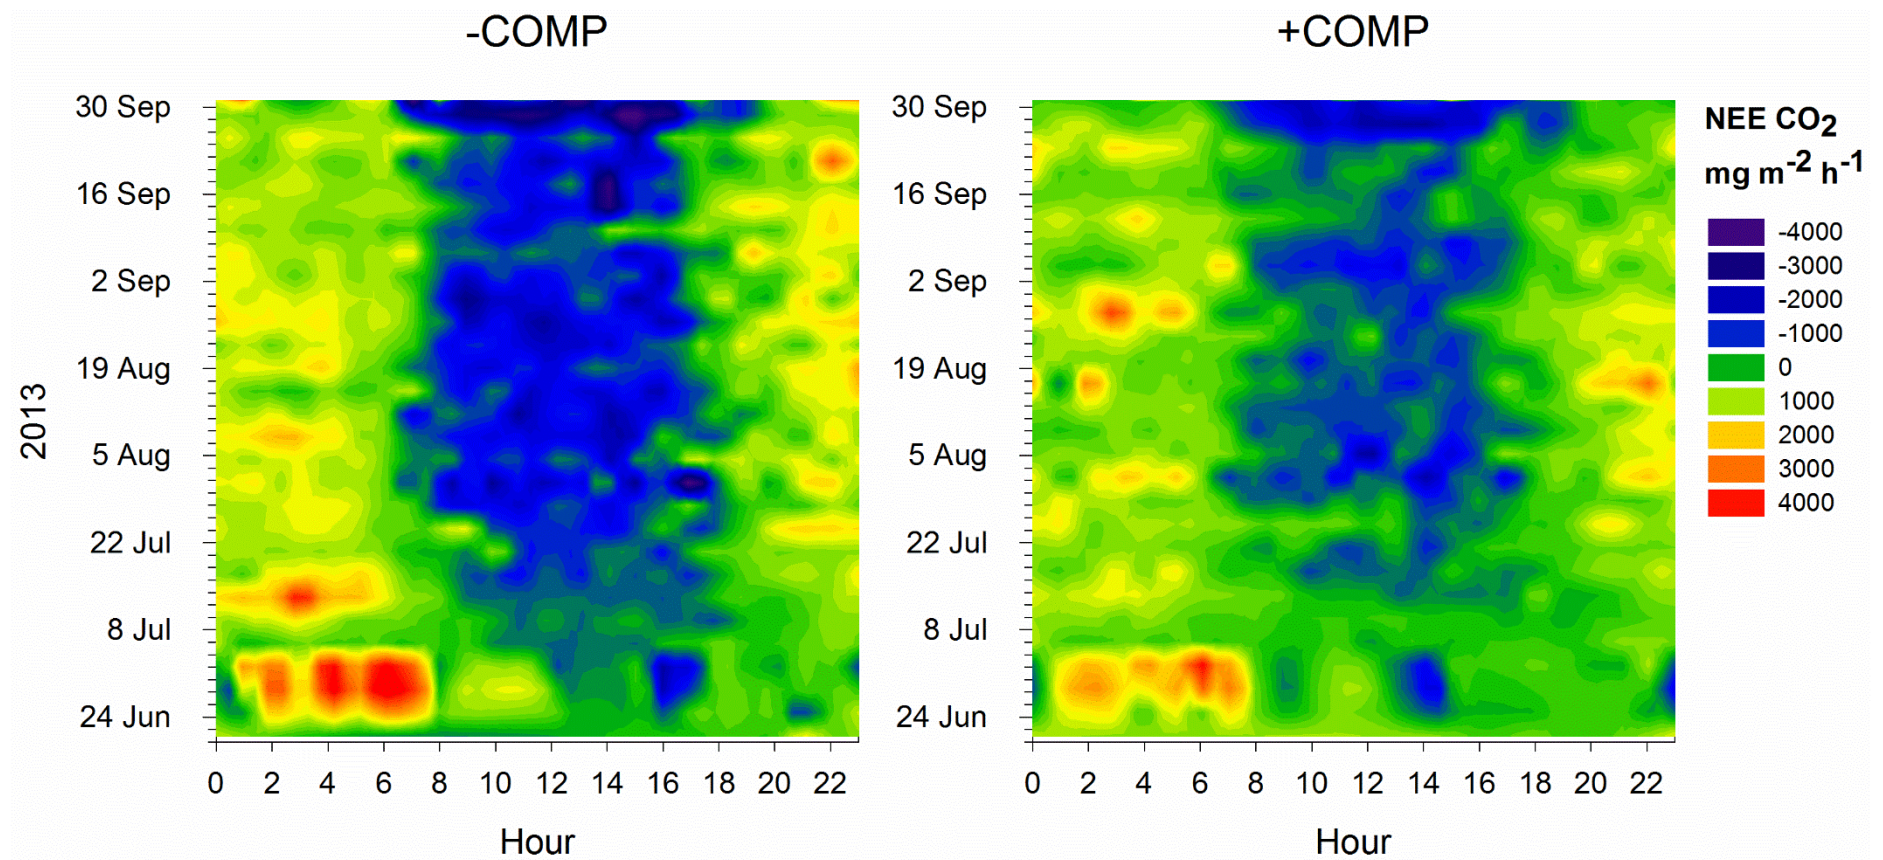 -COMP
+COMP
30 Sep
16 Sep
2 Sep
19 Aug
5 Aug
22 Jul
8 Jul
24 Jun
2013
0 2 4 6 8 10 12 14 16 18 20 22
Hour
30 Sep
16 Sep
2 Sep
19 Aug
5 Aug
22 Jul
8 Jul
24 Jun
0 2 4 6 8 10 12 14 16 18 20 22
Hour
NEE CO2
mg m-2 h-1
-4000
-3000
-2000
-1000
0
1000
2000
3000
4000